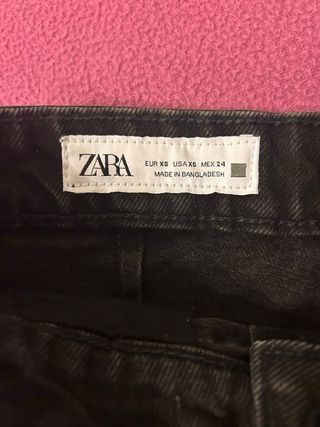 ZARA
EUR XS USA XS MEX 24
MADE IN BANGLADESH